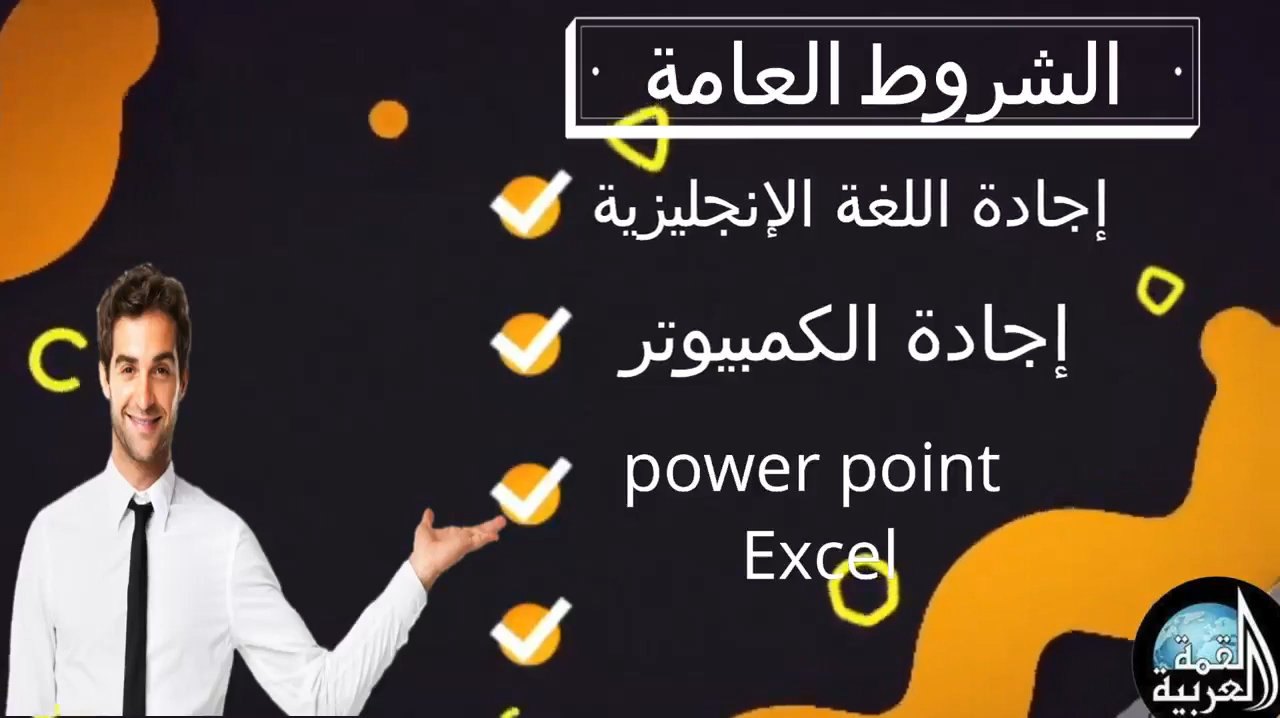 الشروط العامة
إجادة اللغة الإنجليزية
إجادة الكمبيوتر
power point
Excel
القمة
العربية